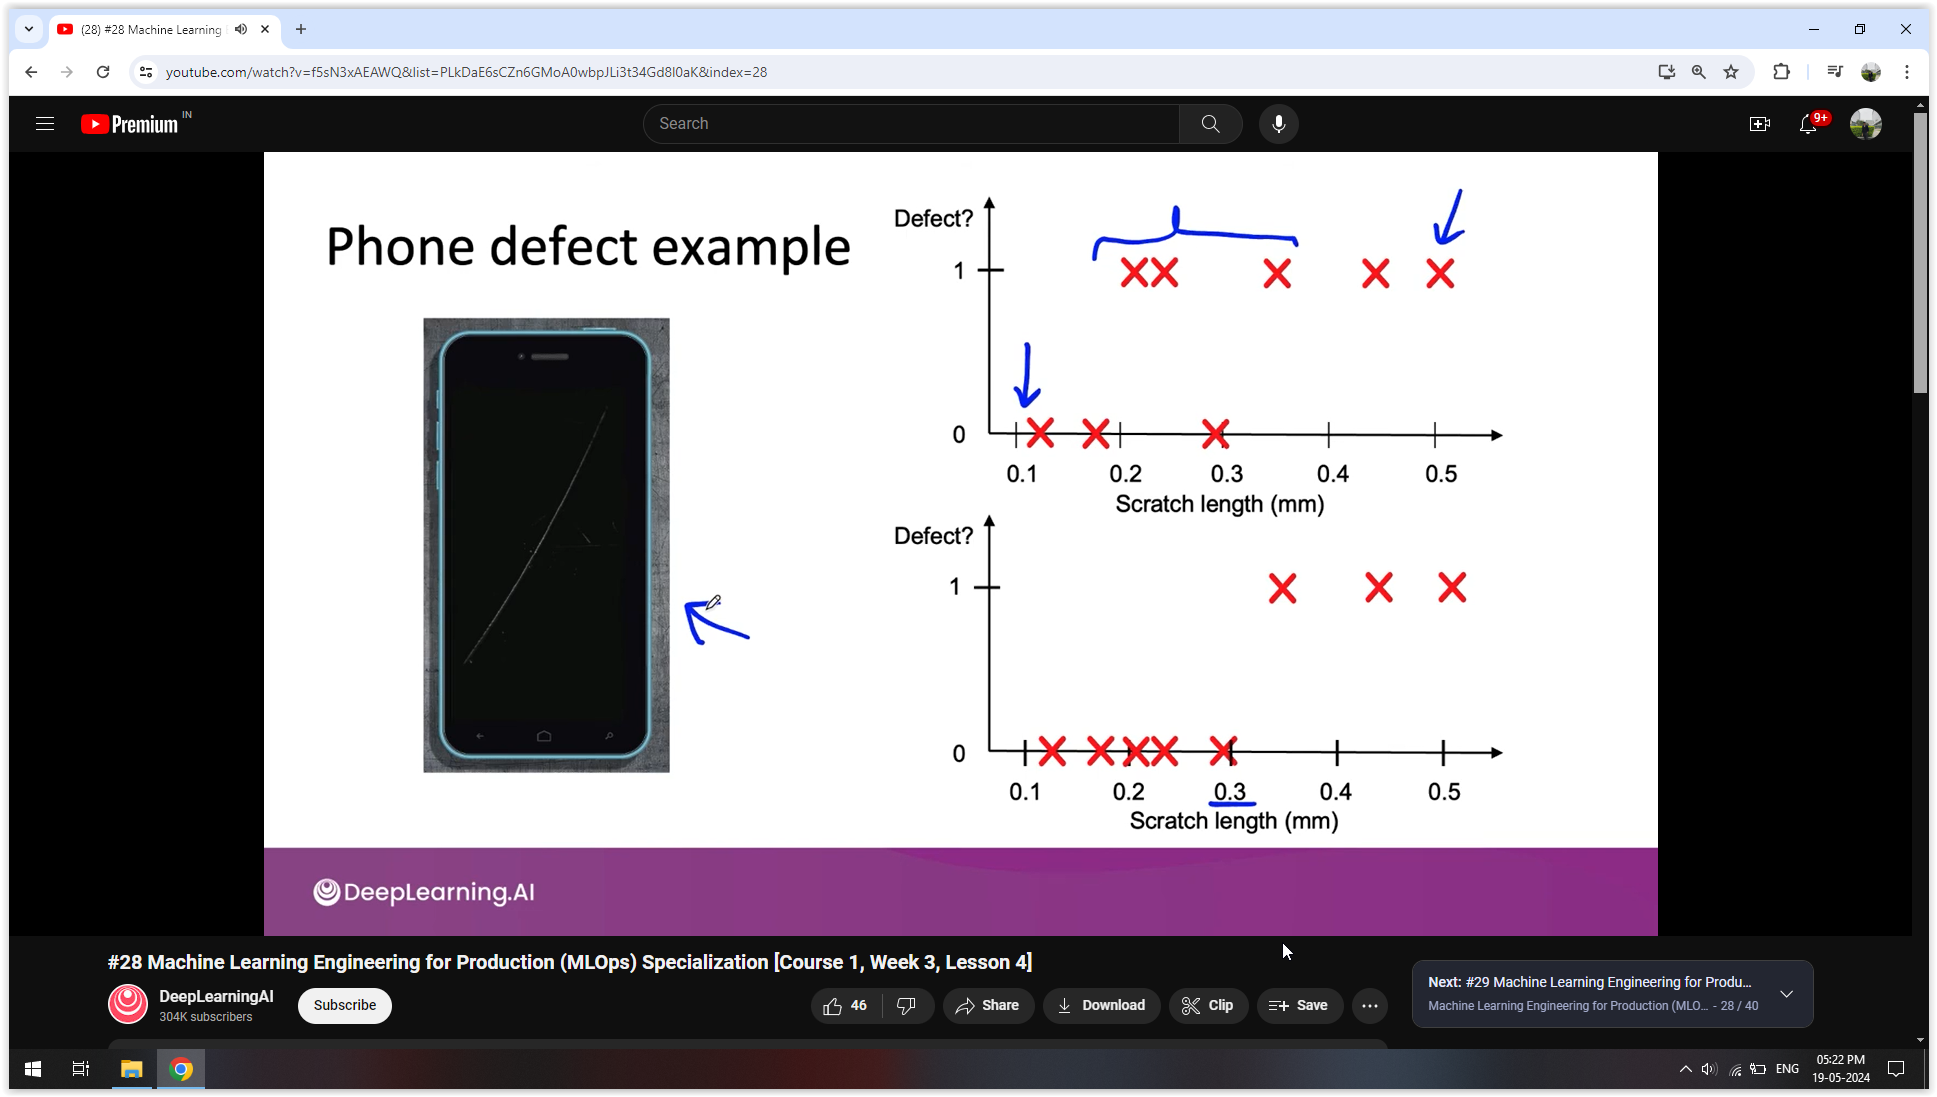 (28) #28 Machine Learning
youtube.com/watch?v=f5sN3xAEAWQ&list=PLkDaE6sCZn6GMoA0wbpJLi3t34Gd8l0aK&index=28
Premium IN
Search
9+
Phone defect example
Defect?
1
0
0.1 0.2 0.3 0.4 0.5
Scratch length (mm)
Defect?
1
0
0.1 0.2 0.3 0.4 0.5
Scratch length (mm)
DeepLearning.AI
#28 Machine Learning Engineering for Production (MLOps) Specialization [Course 1, Week 3, Lesson 4]
DeepLearningAI
304K subscribers
Subscribe
46
Share
Download
Clip
Save
Next: #29 Machine Learning Engineering for Produ...
Machine Learning Engineering for Production (MLO... - 28 / 40
ENG
05:22 PM
19-05-2024